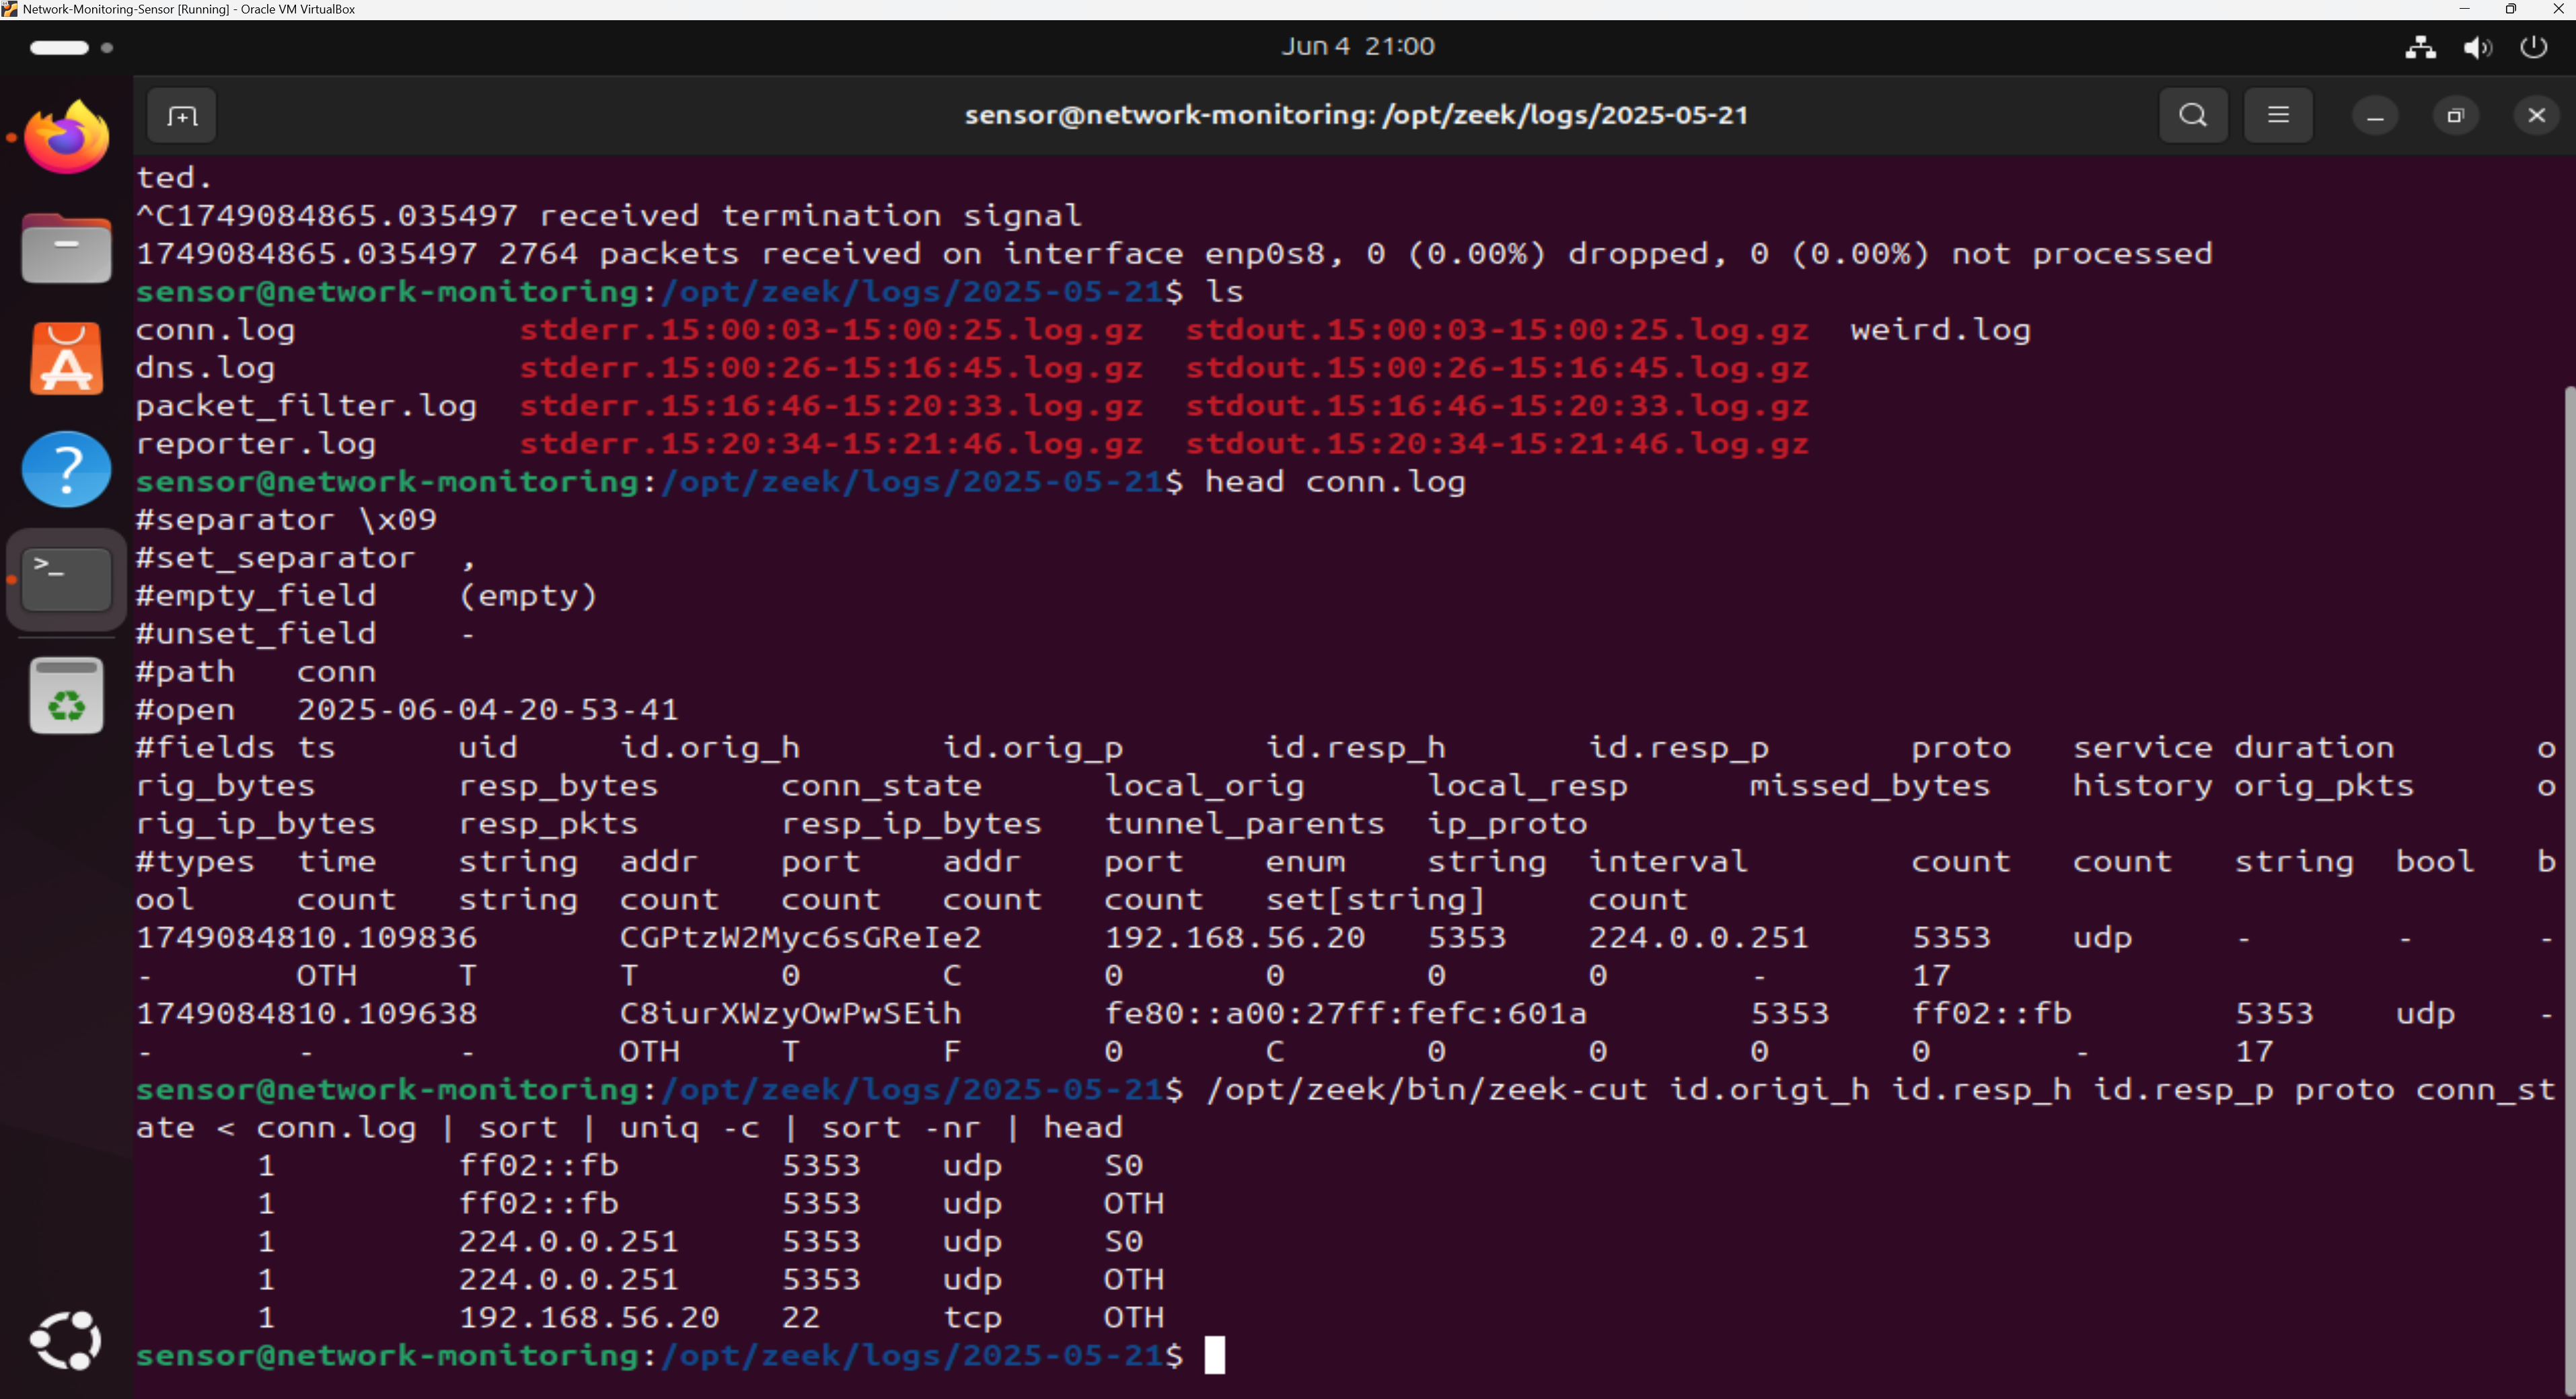 Network-Monitoring-Sensor [Running] - Oracle VM VirtualBox
Jun 4 21:00
sensor@network-monitoring: /opt/zeek/logs/2025-05-21
ted.
^C1749084865.035497 received termination signal
1749084865.035497 2764 packets received on interface enp0s8, 0 (0.00%) dropped, 0 (0.00%) not processed
sensor@network-monitoring:/opt/zeek/logs/2025-05-21$ ls
conn.log stderr.15:00:03-15:00:25.log.gz stdout.15:00:03-15:00:25.log.gz weird.log
dns.log stderr.15:00:26-15:16:45.log.gz stdout.15:00:26-15:16:45.log.gz
packet_filter.log stderr.15:16:46-15:20:33.log.gz stdout.15:16:46-15:20:33.log.gz
reporter.log stderr.15:20:34-15:21:46.log.gz stdout.15:20:34-15:21:46.log.gz
sensor@network-monitoring:/opt/zeek/logs/2025-05-21$ head conn.log
#separator \x09
#set_separator ,
#empty_field (empty)
#unset_field -
#path conn
#open 2025-06-04-20-53-41
#fields ts uid id.orig_h id.orig_p id.resp_h id.resp_p proto service duration o
rig_bytes resp_bytes conn_state local_orig local_resp missed_bytes history orig_pkts o
rig_ip_bytes resp_pkts resp_ip_bytes tunnel_parents ip_proto
#types time string addr port addr port enum string interval count count string bool b
ool count string count count count count set[string] count
1749084810.109836 CGPtzW2Myc6sGReIe2 192.168.56.20 5353 224.0.0.251 5353 udp - - -
- OTH T T 0 C 0 0 0 0 - 17
1749084810.109638 C8iurXWzyOwPwSEih fe80::a00:27ff:fefc:601a 5353 ff02::fb 5353 udp -
- - - OTH T F 0 C 0 0 0 0 - 17
sensor@network-monitoring:/opt/zeek/logs/2025-05-21$ /opt/zeek/bin/zeek-cut id.origi_h id.resp_h id.resp_p proto conn_st
ate < conn.log | sort | uniq -c | sort -nr | head
1 ff02::fb 5353 udp S0
1 ff02::fb 5353 udp OTH
1 224.0.0.251 5353 udp S0
1 224.0.0.251 5353 udp OTH
1 192.168.56.20 22 tcp OTH
sensor@network-monitoring:/opt/zeek/logs/2025-05-21$